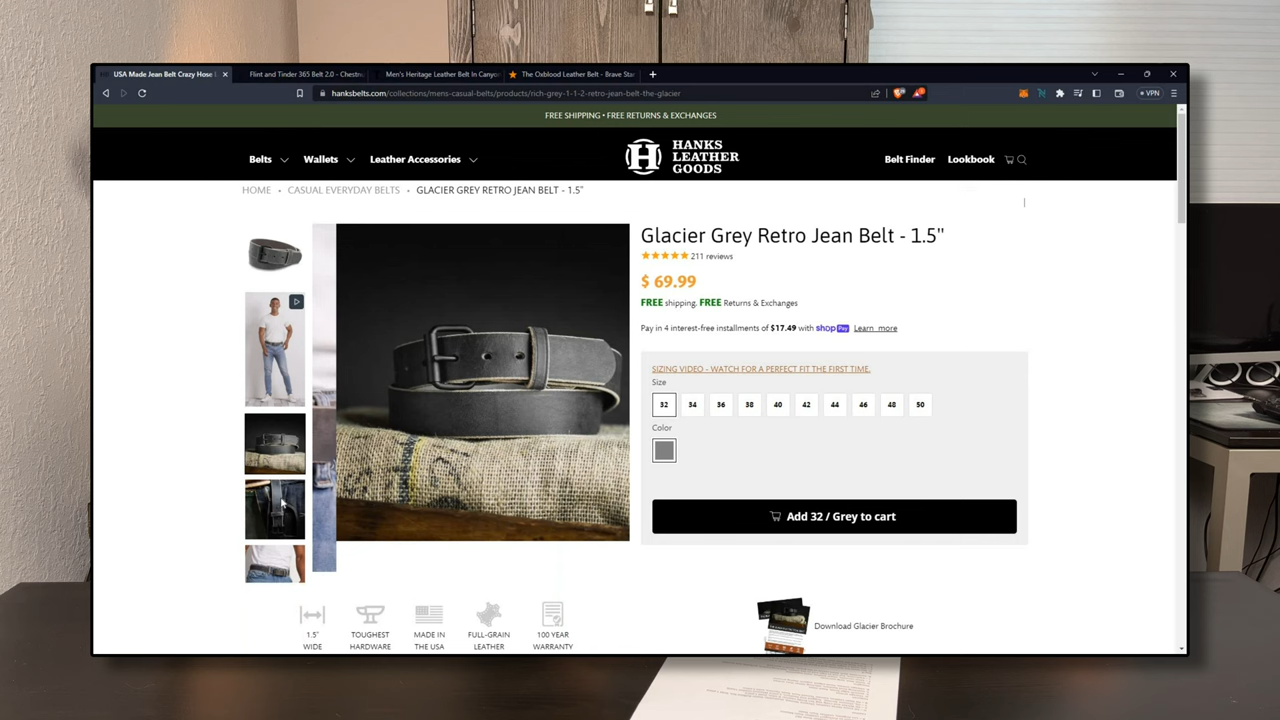 USA Made Jean Belt Crazy Hose
Flint and Tinder 365 Belt 2.0 - Chestnu
Men's Heritage Leather Belt In Canyo
The Oxblood Leather Belt - Brave Star
hanksbelts.com/collections/mens-casual-belts/products/rich-grey-1-1-2-retro-jean-belt-the-glacier
VPN
FREE SHIPPING • FREE RETURNS & EXCHANGES
Belts
Wallets
Leather Accessories
H
HANKS
LEATHER
GOODS
Belt Finder
Lookbook
HOME • CASUAL EVERYDAY BELTS • GLACIER GREY RETRO JEAN BELT - 1.5"
Glacier Grey Retro Jean Belt - 1.5"
211 reviews
$ 69.99
FREE shipping. FREE Returns & Exchanges
Pay in 4 interest-free installments of $17.49 with shop Pay Learn more
SIZING VIDEO - WATCH FOR A PERFECT FIT THE FIRST TIME.
Size
32 34 36 38 40 42 44 46 48 50
Color
Add 32 / Grey to cart
1.5"
WIDE
TOUGHEST
HARDWARE
MADE IN
THE USA
FULL-GRAIN
LEATHER
100 YEAR
WARRANTY
Download Glacier Brochure